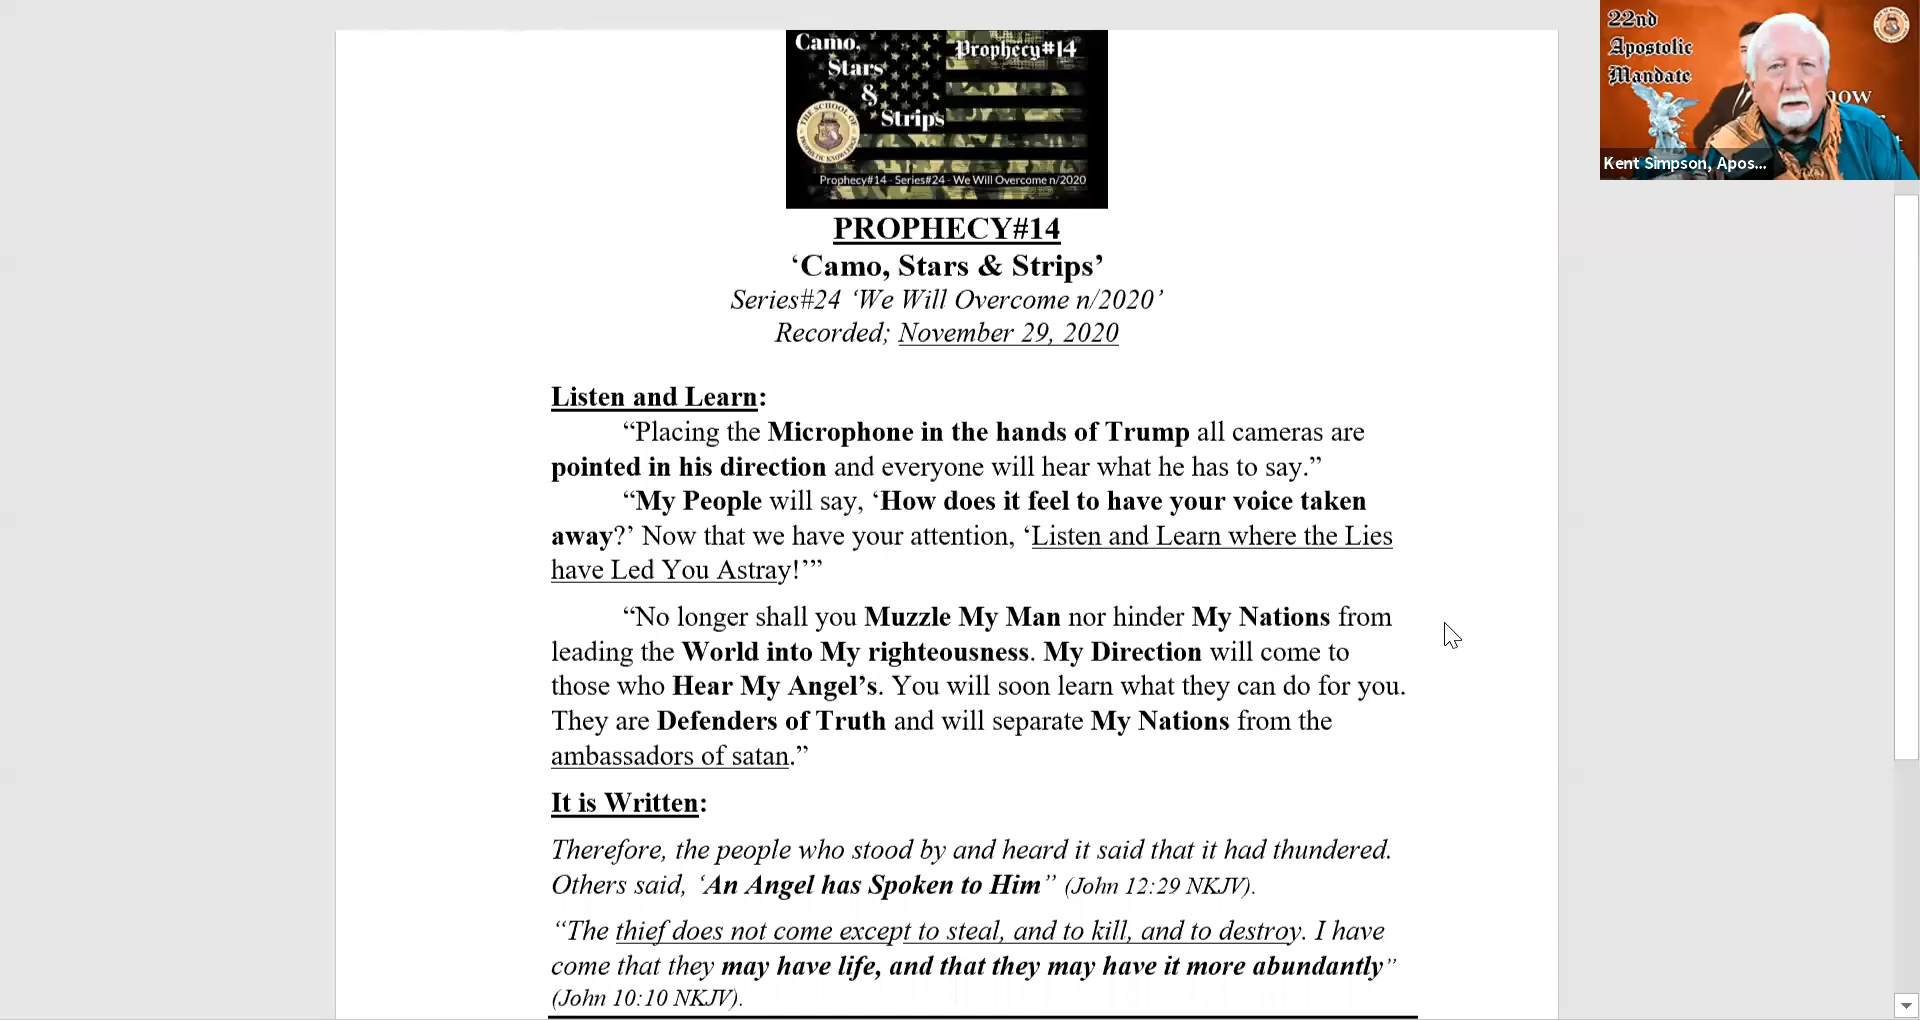 Camo,
Stars
&
Strips
Prophecy#14
THE SCHOOL OF
PROPHETIC KNOWLEDGE
Prophecy#14 - Series#24 - We Will Overcome n/2020
PROPHECY#14
‘Camo, Stars & Strips’
Series#24 ‘We Will Overcome n/2020’
Recorded; November 29, 2020
Listen and Learn:
“Placing the Microphone in the hands of Trump all cameras are
pointed in his direction and everyone will hear what he has to say.”
“My People will say, ‘How does it feel to have your voice taken
away?’ Now that we have your attention, ‘Listen and Learn where the Lies
have Led You Astray!’”
“No longer shall you Muzzle My Man nor hinder My Nations from
leading the World into My righteousness. My Direction will come to
those who Hear My Angel’s. You will soon learn what they can do for you.
They are Defenders of Truth and will separate My Nations from the
ambassadors of satan.”
It is Written:
Therefore, the people who stood by and heard it said that it had thundered.
Others said, ‘An Angel has Spoken to Him” (John 12:29 NKJV).
“The thief does not come except to steal, and to kill, and to destroy. I have
come that they may have life, and that they may have it more abundantly”
(John 10:10 NKJV).
22nd
Apostolic
Mandate
Kent Simpson, Apos...